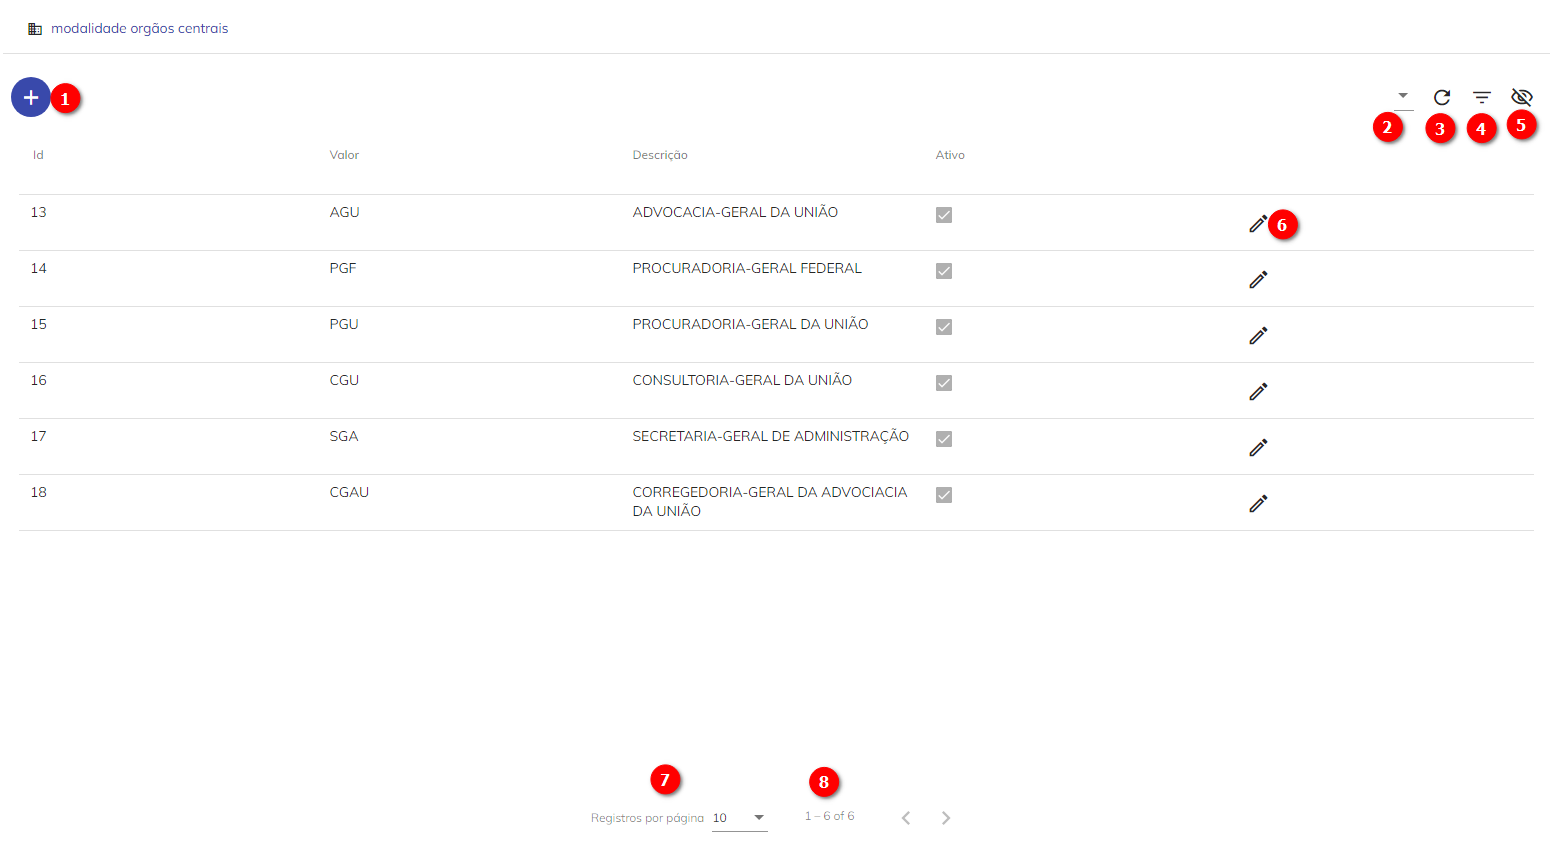 modalidade orgãos centrais
+ 1
2 3 4 5
Id Valor Descrição Ativo
13 AGU ADVOCACIA-GERAL DA UNIÃO 6
14 PGF PROCURADORIA-GERAL FEDERAL
15 PGU PROCURADORIA-GERAL DA UNIÃO
16 CGU CONSULTORIA-GERAL DA UNIÃO
17 SGA SECRETARIA-GERAL DE ADMINISTRAÇÃO
18 CGAU CORREGEDORIA-GERAL DA ADVOCIACIA
DA UNIÃO
7 8
Registros por página 10 1 – 6 of 6